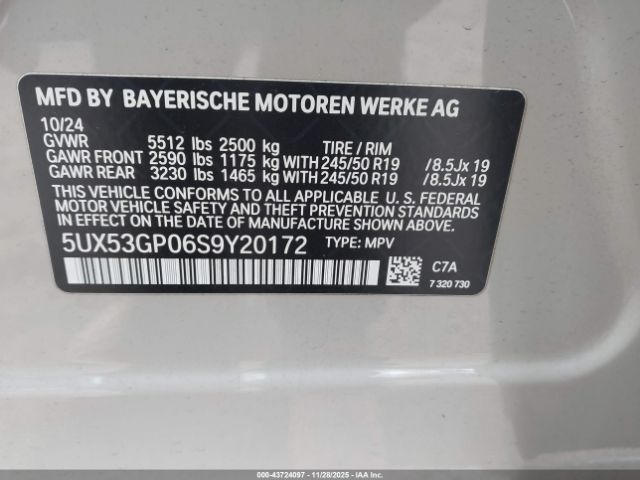 MFD BY BAYERISCHE MOTOREN WERKE AG
10/24
GVWR 5512 lbs 2500 kg TIRE / RIM
GAWR FRONT 2590 lbs 1175 kg WITH 245/50 R19 /8.5Jx 19
GAWR REAR 3230 lbs 1465 kg WITH 245/50 R19 /8.5Jx 19
THIS VEHICLE CONFORMS TO ALL APPLICABLE U. S. FEDERAL
MOTOR VEHICLE SAFETY AND THEFT PREVENTION STANDARDS
IN EFFECT ON THE DATE OF MANUFACTURE SHOWN ABOVE.
5UX53GP06S9Y20172 TYPE: MPV
C7A
7 320 730
000-43724097 - 11/28/2025 - IAAI.com